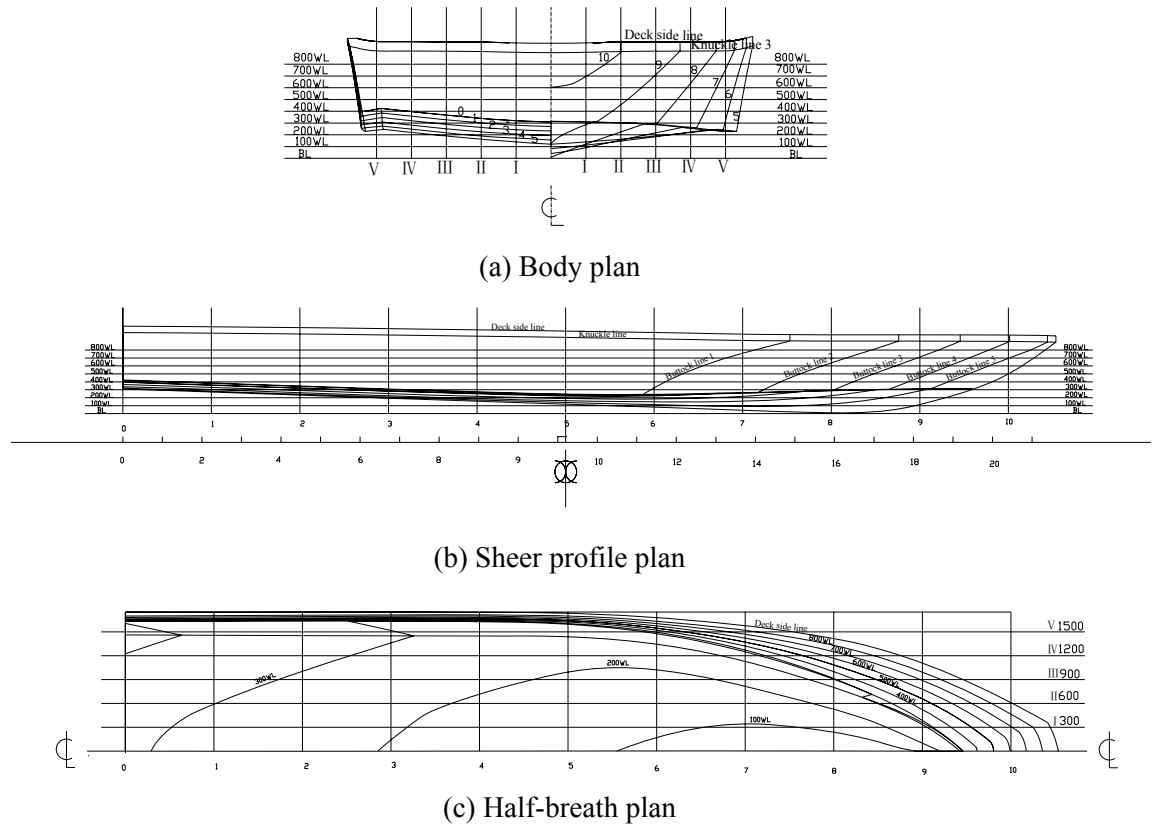 Deck side line
Knuckle line 3
800WL 10 9 8 800WL
700WL 7 700WL
600WL 6 600WL
500WL 500WL
400WL 0 5 400WL
300WL 1 2 300WL
200WL 3 4 5 200WL
100WL 100WL
BL BL
V IV III II I I II III IV V
(a) Body plan
Deck side line Knuckle line
800WL Buttock line 1 Buttock line 2 Buttock line 3 Buttock line 4 Buttock line 5 800WL
700WL 700WL
600WL 600WL
500WL 500WL
400WL 400WL
300WL 300WL
200WL 200WL
100WL 100WL
BL BL
0 1 2 3 4 5 6 7 8 9 10
0 2 4 6 8 9 10 12 14 16 18 20
(b) Sheer profile plan
Deck side line V 1500
800WL
700WL IV 1200
600WL
200WL 300WL 500WL III 900
400WL II 600
100WL I 300
0 1 2 3 4 5 6 7 8 9 10
(c) Half-breath plan